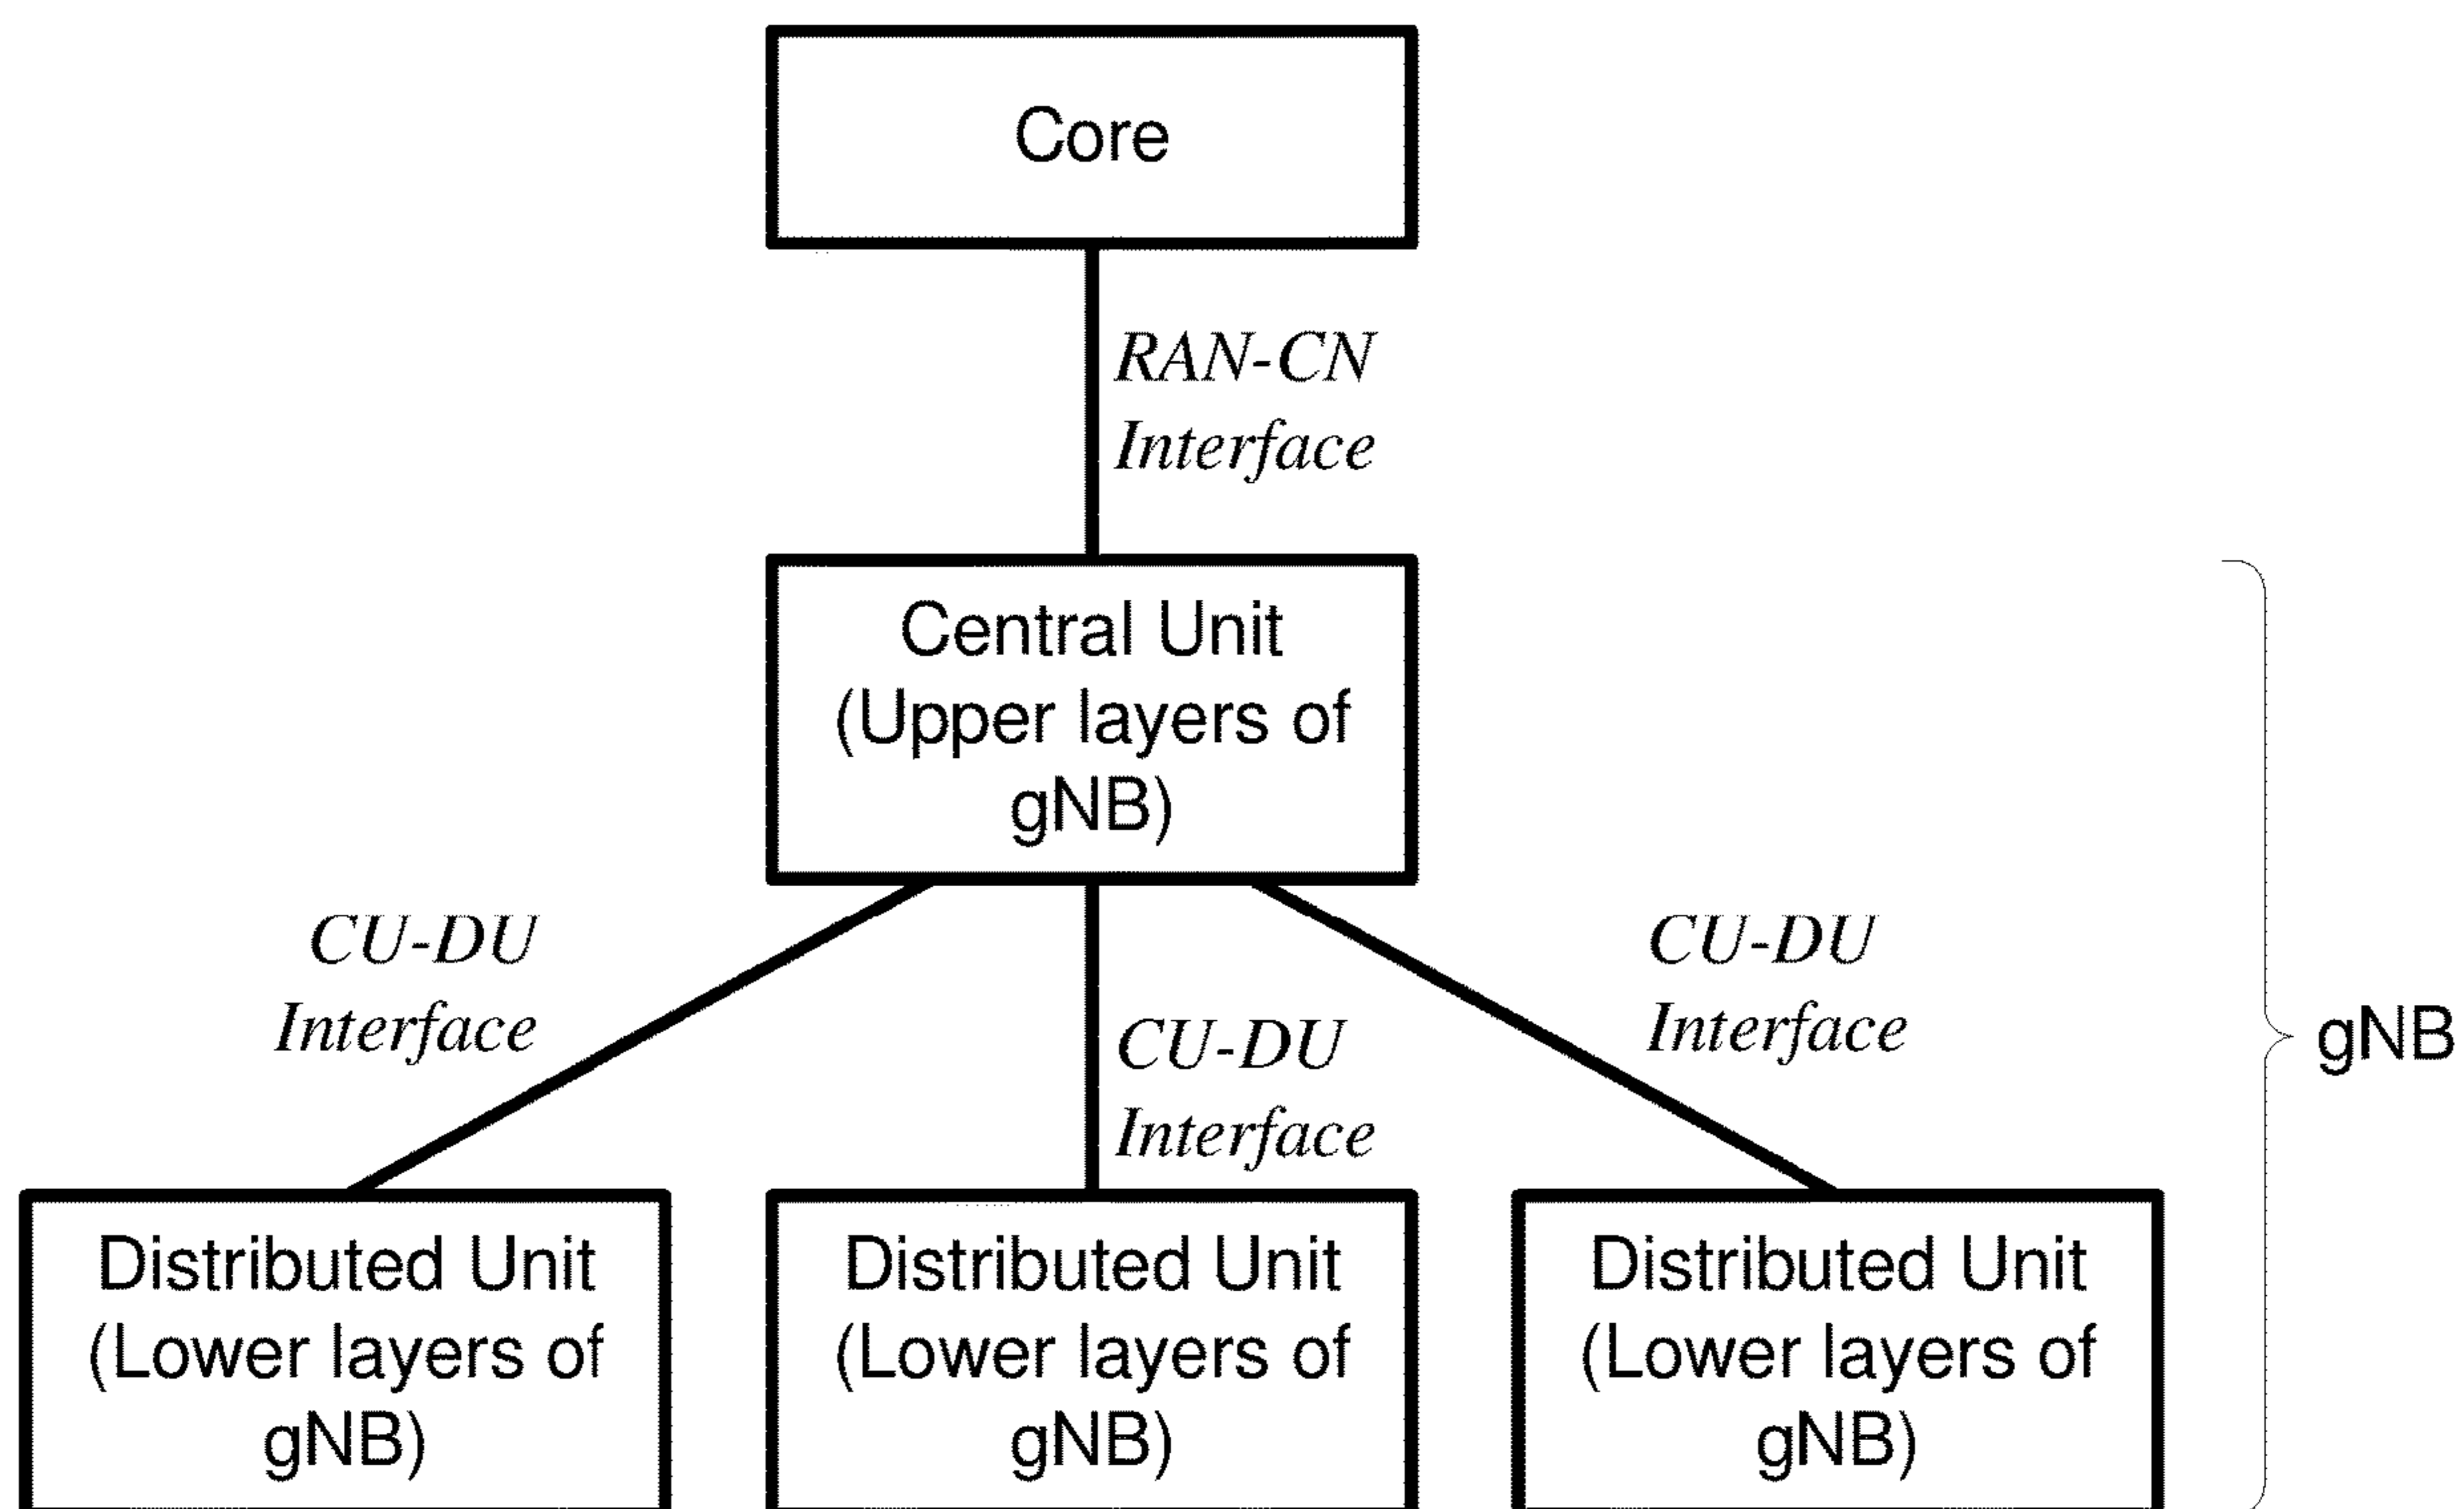 Core
RAN-CN
Interface
Central Unit
(Upper layers of
gNB)
CU-DU
Interface
CU-DU
Interface
CU-DU
Interface
gNB
Distributed Unit
(Lower layers of
gNB)
Distributed Unit
(Lower layers of
gNB)
Distributed Unit
(Lower layers of
gNB)